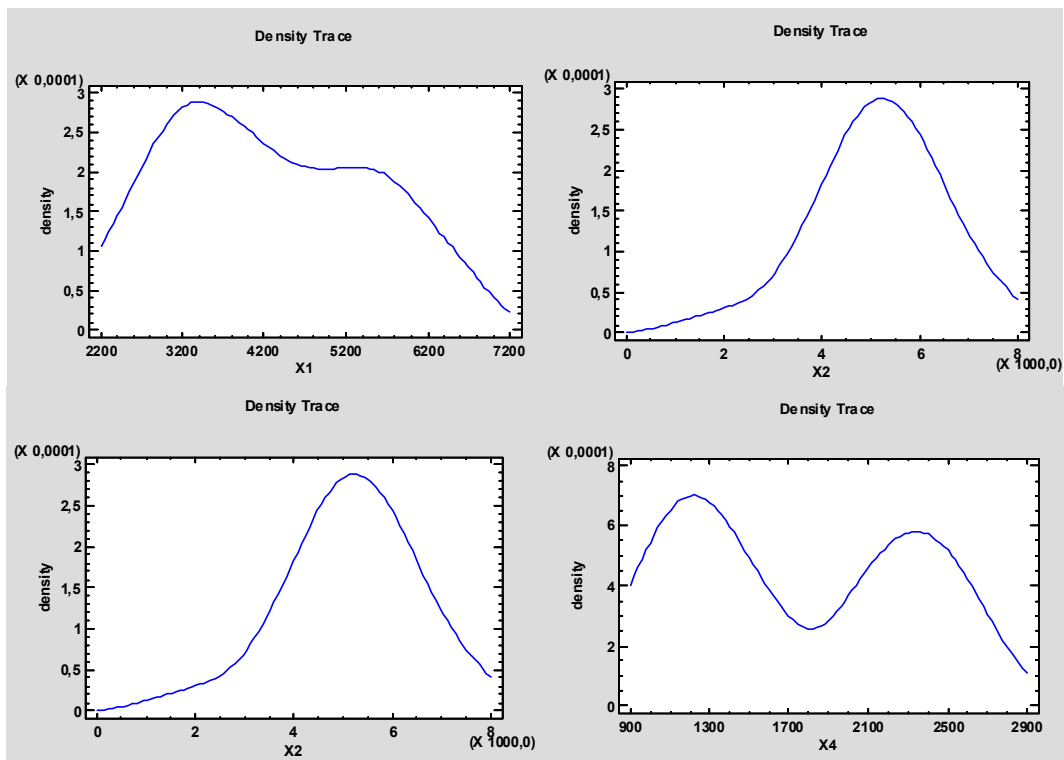 Density Trace
(X 0,0001)
3
2,5
2
1,5
1
0,5
0
density
2200 3200 4200 5200 6200 7200
X1
Density Trace
(X 0,0001)
3
2,5
2
1,5
1
0,5
0
density
0 2 4 6 8
(X 1000,0)
X2
Density Trace
(X 0,0001)
3
2,5
2
1,5
1
0,5
0
density
0 2 4 6 8
(X 1000,0)
X2
Density Trace
(X 0,0001)
8
6
4
2
0
density
900 1300 1700 2100 2500 2900
X4